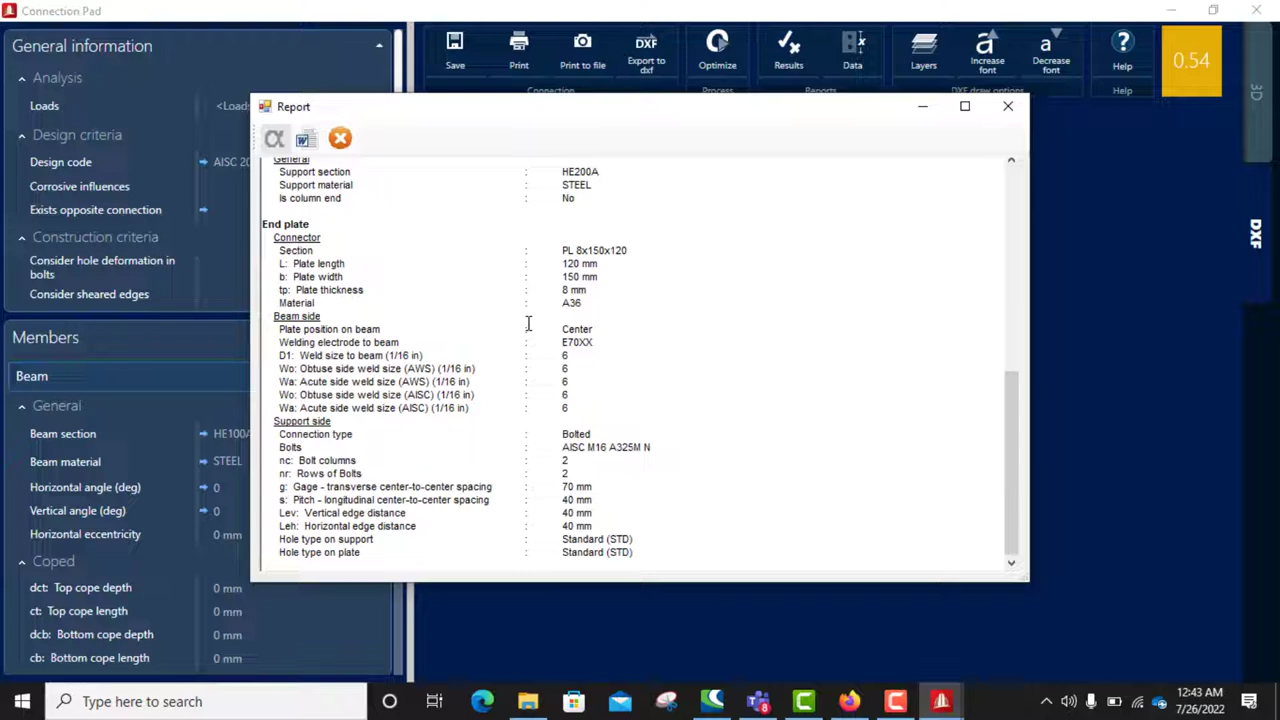 Connection Pad
General information
Analysis
Loads
<Loads
Design criteria
Design code
AISC 20
Corrosive influences
Exists opposite connection
Construction criteria
Consider hole deformation in
bolts
Consider sheared edges
Members
Beam
General
Beam section
HE100A
Beam material
STEEL
Horizontal angle (deg)
0
Vertical angle (deg)
0
Horizontal eccentricity
0 mm
Coped
dct: Top cope depth
0 mm
ct: Top cope length
0 mm
dcb: Bottom cope depth
0 mm
cb: Bottom cope length
0 mm
Save
Print
Print to file
DXF
Export to
dxf
Connection
Optimize
Process
Results
Data
Reports
Layers
a
Increase
font
a
Decrease
font
DXF draw options
?
Help
Help
0.54
3D
DXF
Report
General
Support section : HE200A
Support material : STEEL
Is column end : No
End plate
Connector
Section : PL 8x150x120
L: Plate length : 120 mm
b: Plate width : 150 mm
tp: Plate thickness : 8 mm
Material : A36
Beam side
Plate position on beam : Center
Welding electrode to beam : E70XX
D1: Weld size to beam (1/16 in) : 6
Wo: Obtuse side weld size (AWS) (1/16 in) : 6
Wa: Acute side weld size (AWS) (1/16 in) : 6
Wo: Obtuse side weld size (AISC) (1/16 in) : 6
Wa: Acute side weld size (AISC) (1/16 in) : 6
Support side
Connection type : Bolted
Bolts : AISC M16 A325M N
nc: Bolt columns : 2
nr: Rows of Bolts : 2
g: Gage - transverse center-to-center spacing : 70 mm
s: Pitch - longitudinal center-to-center spacing : 40 mm
Lev: Vertical edge distance : 40 mm
Leh: Horizontal edge distance : 40 mm
Hole type on support : Standard (STD)
Hole type on plate : Standard (STD)
Type here to search
12:43 AM
7/26/2022